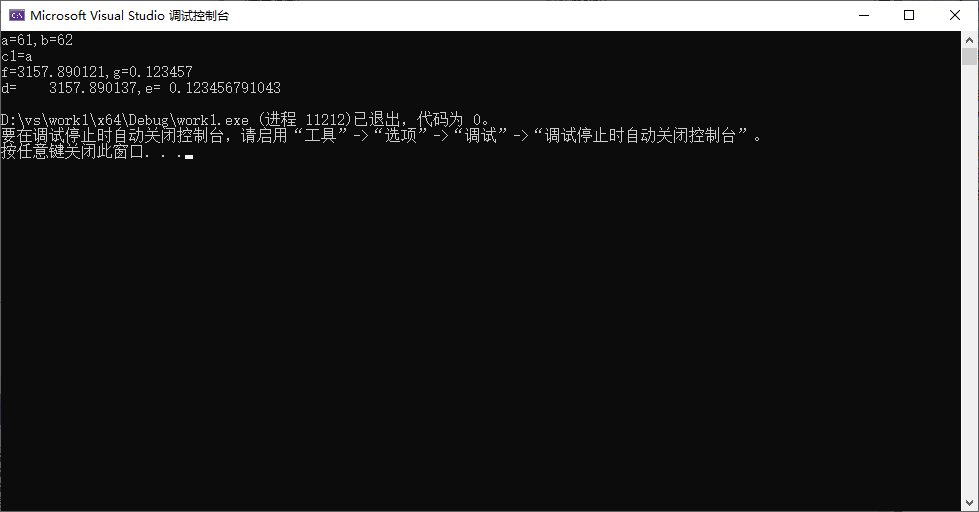 Microsoft Visual Studio 调试控制台
a=61,b=62
c1=a
f=3157.890121,g=0.123457
d=    3157.890137,e= 0.123456791043
D:\vs\work1\x64\Debug\work1.exe (进程 11212)已退出，代码为 0。
要在调试停止时自动关闭控制台，请启用“工具”->“选项”->“调试”->“调试停止时自动关闭控制台”。
按任意键关闭此窗口. . .